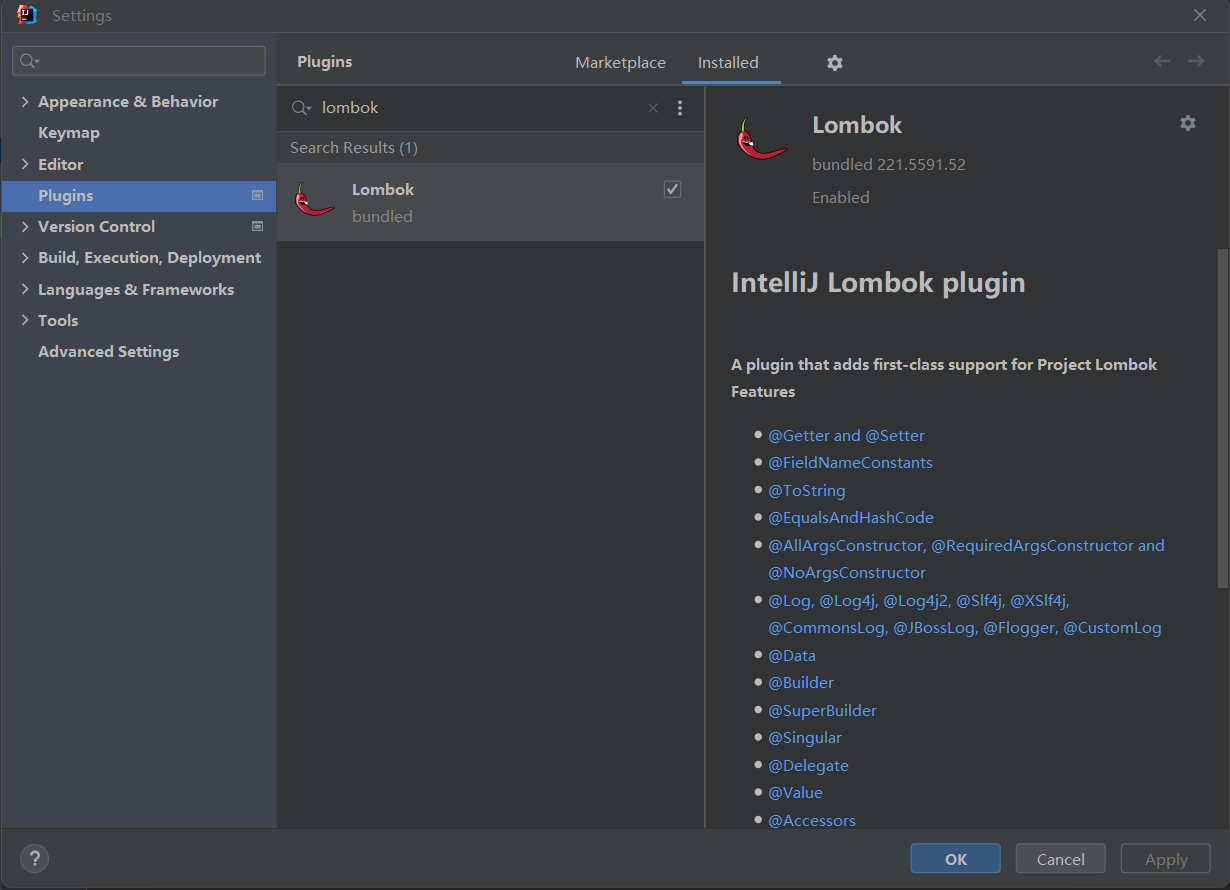 Settings
Plugins
Marketplace
Installed
Appearance & Behavior
Keymap
Editor
Plugins
Version Control
Build, Execution, Deployment
Languages & Frameworks
Tools
Advanced Settings
lombok
Search Results (1)
Lombok
bundled
Lombok
bundled 221.5591.52
Enabled
IntelliJ Lombok plugin
A plugin that adds first-class support for Project Lombok
Features
@Getter and @Setter
@FieldNameConstants
@ToString
@EqualsAndHashCode
@AllArgsConstructor, @RequiredArgsConstructor and
@NoArgsConstructor
@Log, @Log4j, @Log4j2, @Slf4j, @XSlf4j,
@CommonsLog, @JBossLog, @Flogger, @CustomLog
@Data
@Builder
@SuperBuilder
@Singular
@Delegate
@Value
@Accessors
?
OK
Cancel
Apply